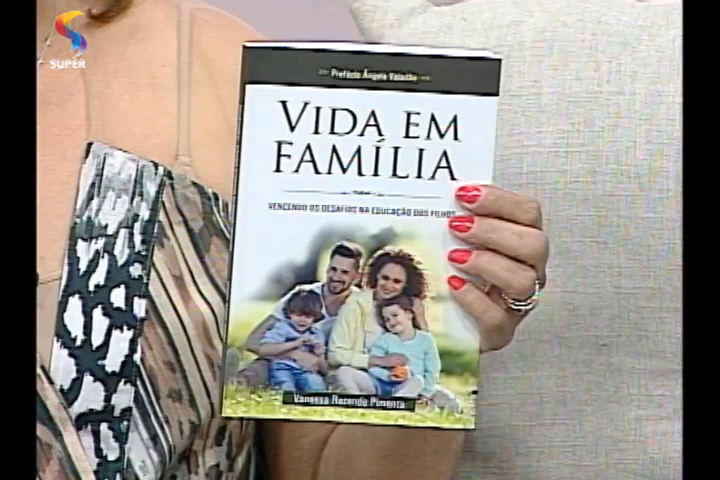 SUPER
Prefácio Ângela Valadão
VIDA EM
FAMÍLIA
VENCENDO OS DESAFIOS NA EDUCAÇÃO DOS FILHOS
Vanessa Rezende Pimenta